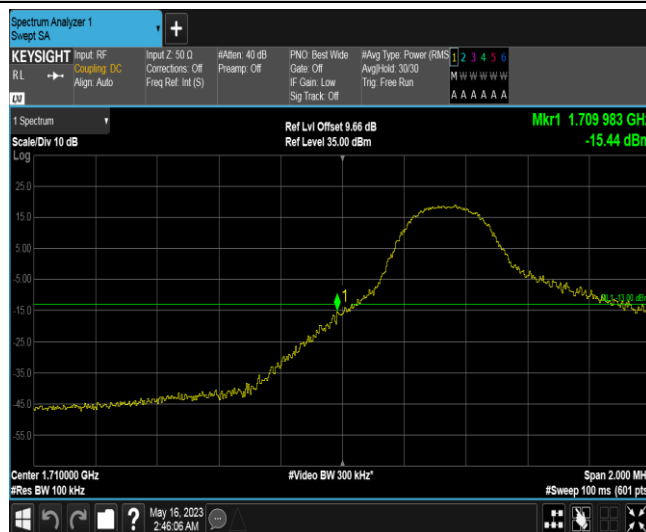 Spectrum Analyzer 1
Swept SA
KEYSIGHT
RL
Input: RF
Coupling: DC
Align: Auto
Input Z: 50 Ω
Corrections: Off
Freq Ref: Int (S)
#Atten: 40 dB
Preamp: Off
PNO: Best Wide
Gate: Off
IF Gain: Low
Sig Track: Off
#Avg Type: Power (RMS
Avg|Hold: 30/30
Trig: Free Run
1 2 3 4 5 6
M W W W W W
A A A A A A
1 Spectrum
Scale/Div 10 dB
Ref Lvl Offset 9.66 dB
Ref Level 35.00 dBm
Mkr1 1.709 983 GHz
-15.44 dBm
Log
25.0
15.0
5.00
-5.00
-15.0
-25.0
-35.0
-45.0
-55.0
1
DL1 -13.00 dBm
Center 1.710000 GHz
#Res BW 100 kHz
#Video BW 300 kHz*
Span 2.000 MH
#Sweep 100 ms (601 pts
?
May 16, 2023
2:46:06 AM